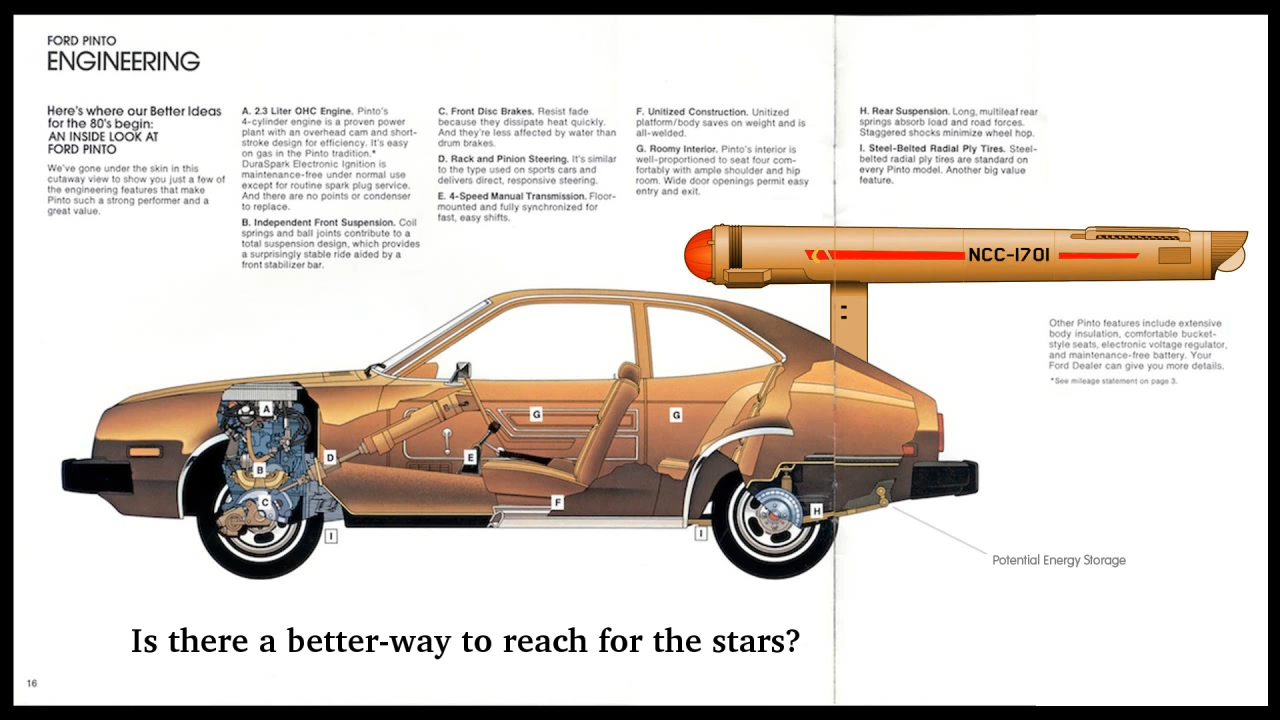 FORD PINTO
ENGINEERING
Here's where our Better Ideas
for the 80's begin:
AN INSIDE LOOK AT
FORD PINTO
We've gone under the skin in this
cutaway view to show you just a few of
the engineering features that make
Pinto such a strong performer and a
great value.
A. 2.3 Liter OHC Engine. Pinto's
4-cylinder engine is a proven power
plant with an overhead cam and short-
stroke design for efficiency. It's easy
on gas in the Pinto tradition.*
DuraSpark Electronic Ignition is
maintenance-free under normal use
except for routine spark plug service.
And there are no points or condenser
to replace.
B. Independent Front Suspension. Coil
springs and ball joints contribute to a
total suspension design, which provides
a surprisingly stable ride aided by a
front stabilizer bar.
C. Front Disc Brakes. Resist fade
because they dissipate heat quickly.
And they're less affected by water than
drum brakes.
D. Rack and Pinion Steering. It's similar
to the type used on sports cars and
delivers direct, responsive steering.
E. 4-Speed Manual Transmission. Floor-
mounted and fully synchronized for
fast, easy shifts.
F. Unitized Construction. Unitized
platform/body saves on weight and is
all-welded.
G. Roomy Interior. Pinto's interior is
well-proportioned to seat four com-
fortably with ample shoulder and hip
room. Wide door openings permit easy
entry and exit.
H. Rear Suspension. Long, multileaf rear
springs absorb load and road forces.
Staggered shocks minimize wheel hop.
I. Steel-Belted Radial Ply Tires. Steel-
belted radial ply tires are standard on
every Pinto model. Another big value
feature.
NCC-1701
Other Pinto features include extensive
body insulation, comfortable bucket-
style seats, electronic voltage regulator,
and maintenance-free battery. Your
Ford Dealer can give you more details.
*See mileage statement on page 3.
A
G
G
B
D
E
C
F
H
I
I
Potential Energy Storage
Is there a better-way to reach for the stars?
16